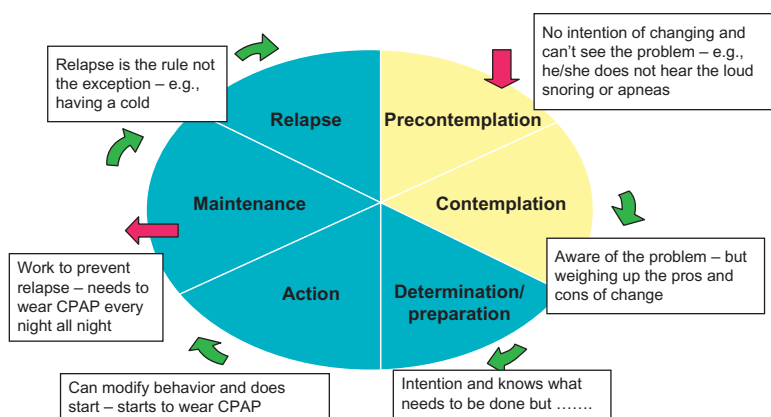 No intention of changing and
can't see the problem – e.g.,
he/she does not hear the loud
snoring or apneas
Relapse is the rule not
the exception – e.g.,
having a cold
Relapse
Precontemplation
Maintenance
Contemplation
Action
Determination/
preparation
Aware of the problem – but
weighing up the pros and
cons of change
Work to prevent
relapse – needs to
wear CPAP every
night all night
Can modify behavior and does
start – starts to wear CPAP
Intention and knows what
needs to be done but …….